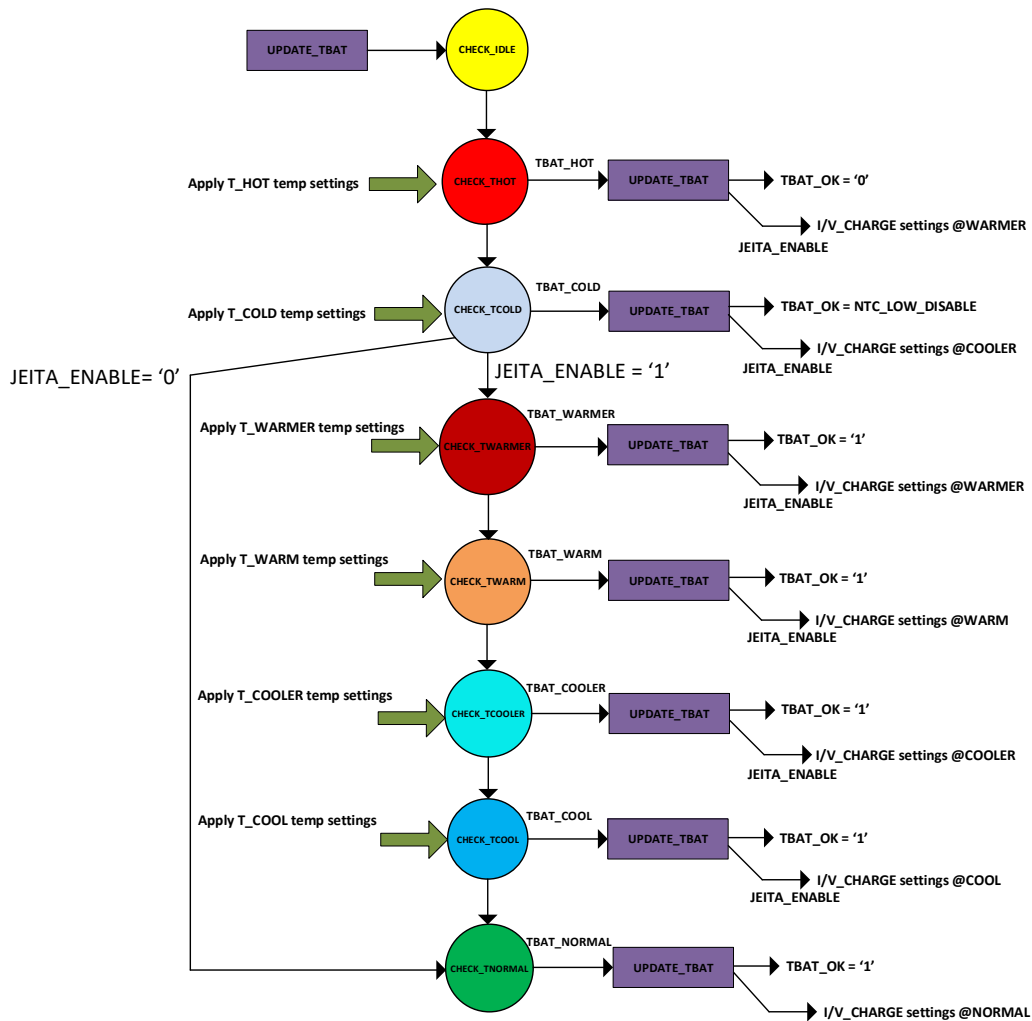 UPDATE_TBAT
CHECK_IDLE
Apply T_HOT temp settings
CHECK_THOT
TBAT_HOT
UPDATE_TBAT
TBAT_OK = ‘0’
I/V_CHARGE settings @WARMER
JEITA_ENABLE
Apply T_COLD temp settings
CHECK_TCOLD
TBAT_COLD
UPDATE_TBAT
TBAT_OK = NTC_LOW_DISABLE
I/V_CHARGE settings @COOLER
JEITA_ENABLE
JEITA_ENABLE= ‘0’
JEITA_ENABLE = ‘1’
Apply T_WARMER temp settings
CHECK_TWARMER
TBAT_WARMER
UPDATE_TBAT
TBAT_OK = ‘1’
I/V_CHARGE settings @WARMER
JEITA_ENABLE
Apply T_WARM temp settings
CHECK_TWARM
TBAT_WARM
UPDATE_TBAT
TBAT_OK = ‘1’
I/V_CHARGE settings @WARM
JEITA_ENABLE
Apply T_COOLER temp settings
CHECK_TCOOLER
TBAT_COOLER
UPDATE_TBAT
TBAT_OK = ‘1’
I/V_CHARGE settings @COOLER
JEITA_ENABLE
Apply T_COOL temp settings
CHECK_TCOOL
TBAT_COOL
UPDATE_TBAT
TBAT_OK = ‘1’
I/V_CHARGE settings @COOL
JEITA_ENABLE
CHECK_TNORMAL
TBAT_NORMAL
UPDATE_TBAT
TBAT_OK = ‘1’
I/V_CHARGE settings @NORMAL